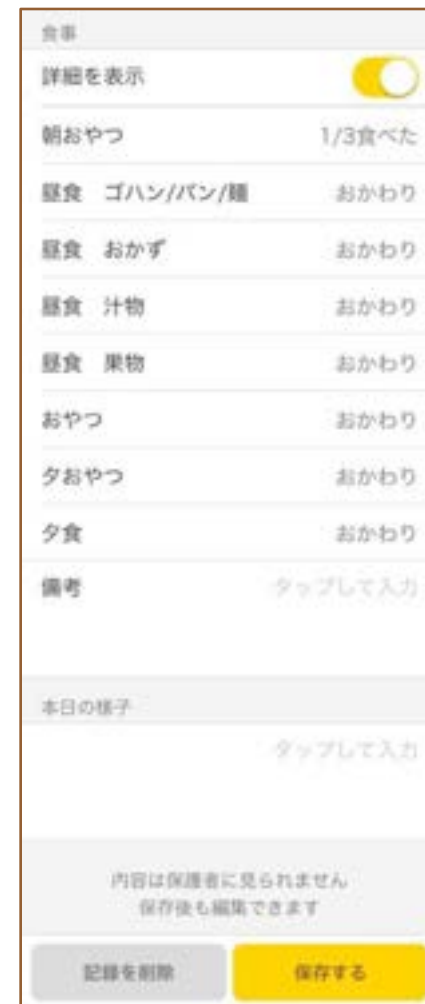 食事
詳細を表示
朝おやつ 1/3食べた
昼食 ゴハン/パン/麺 おかわり
昼食 おかず おかわり
昼食 汁物 おかわり
昼食 果物 おかわり
おやつ おかわり
夕おやつ おかわり
夕食 おかわり
備考 タップして入力
本日の様子
タップして入力
内容は保護者に見られません
保存後も編集できます
記録を削除 保存する